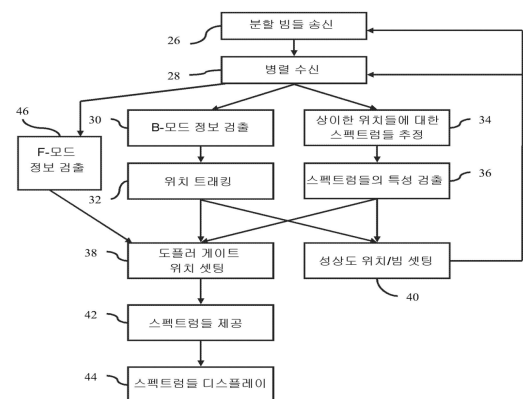 분할 빔들 송신
26
병렬 수신
28
46
F-모드
정보 검출
30
B-모드 정보 검출
상이한 위치들에 대한
스펙트럼들 추정
34
위치 트래킹
32
스펙트럼들의 특성 검출
36
도플러 게이트
위치 셋팅
38
성상도 위치/빔 셋팅
40
42
스펙트럼들 제공
44
스펙트럼들 디스플레이